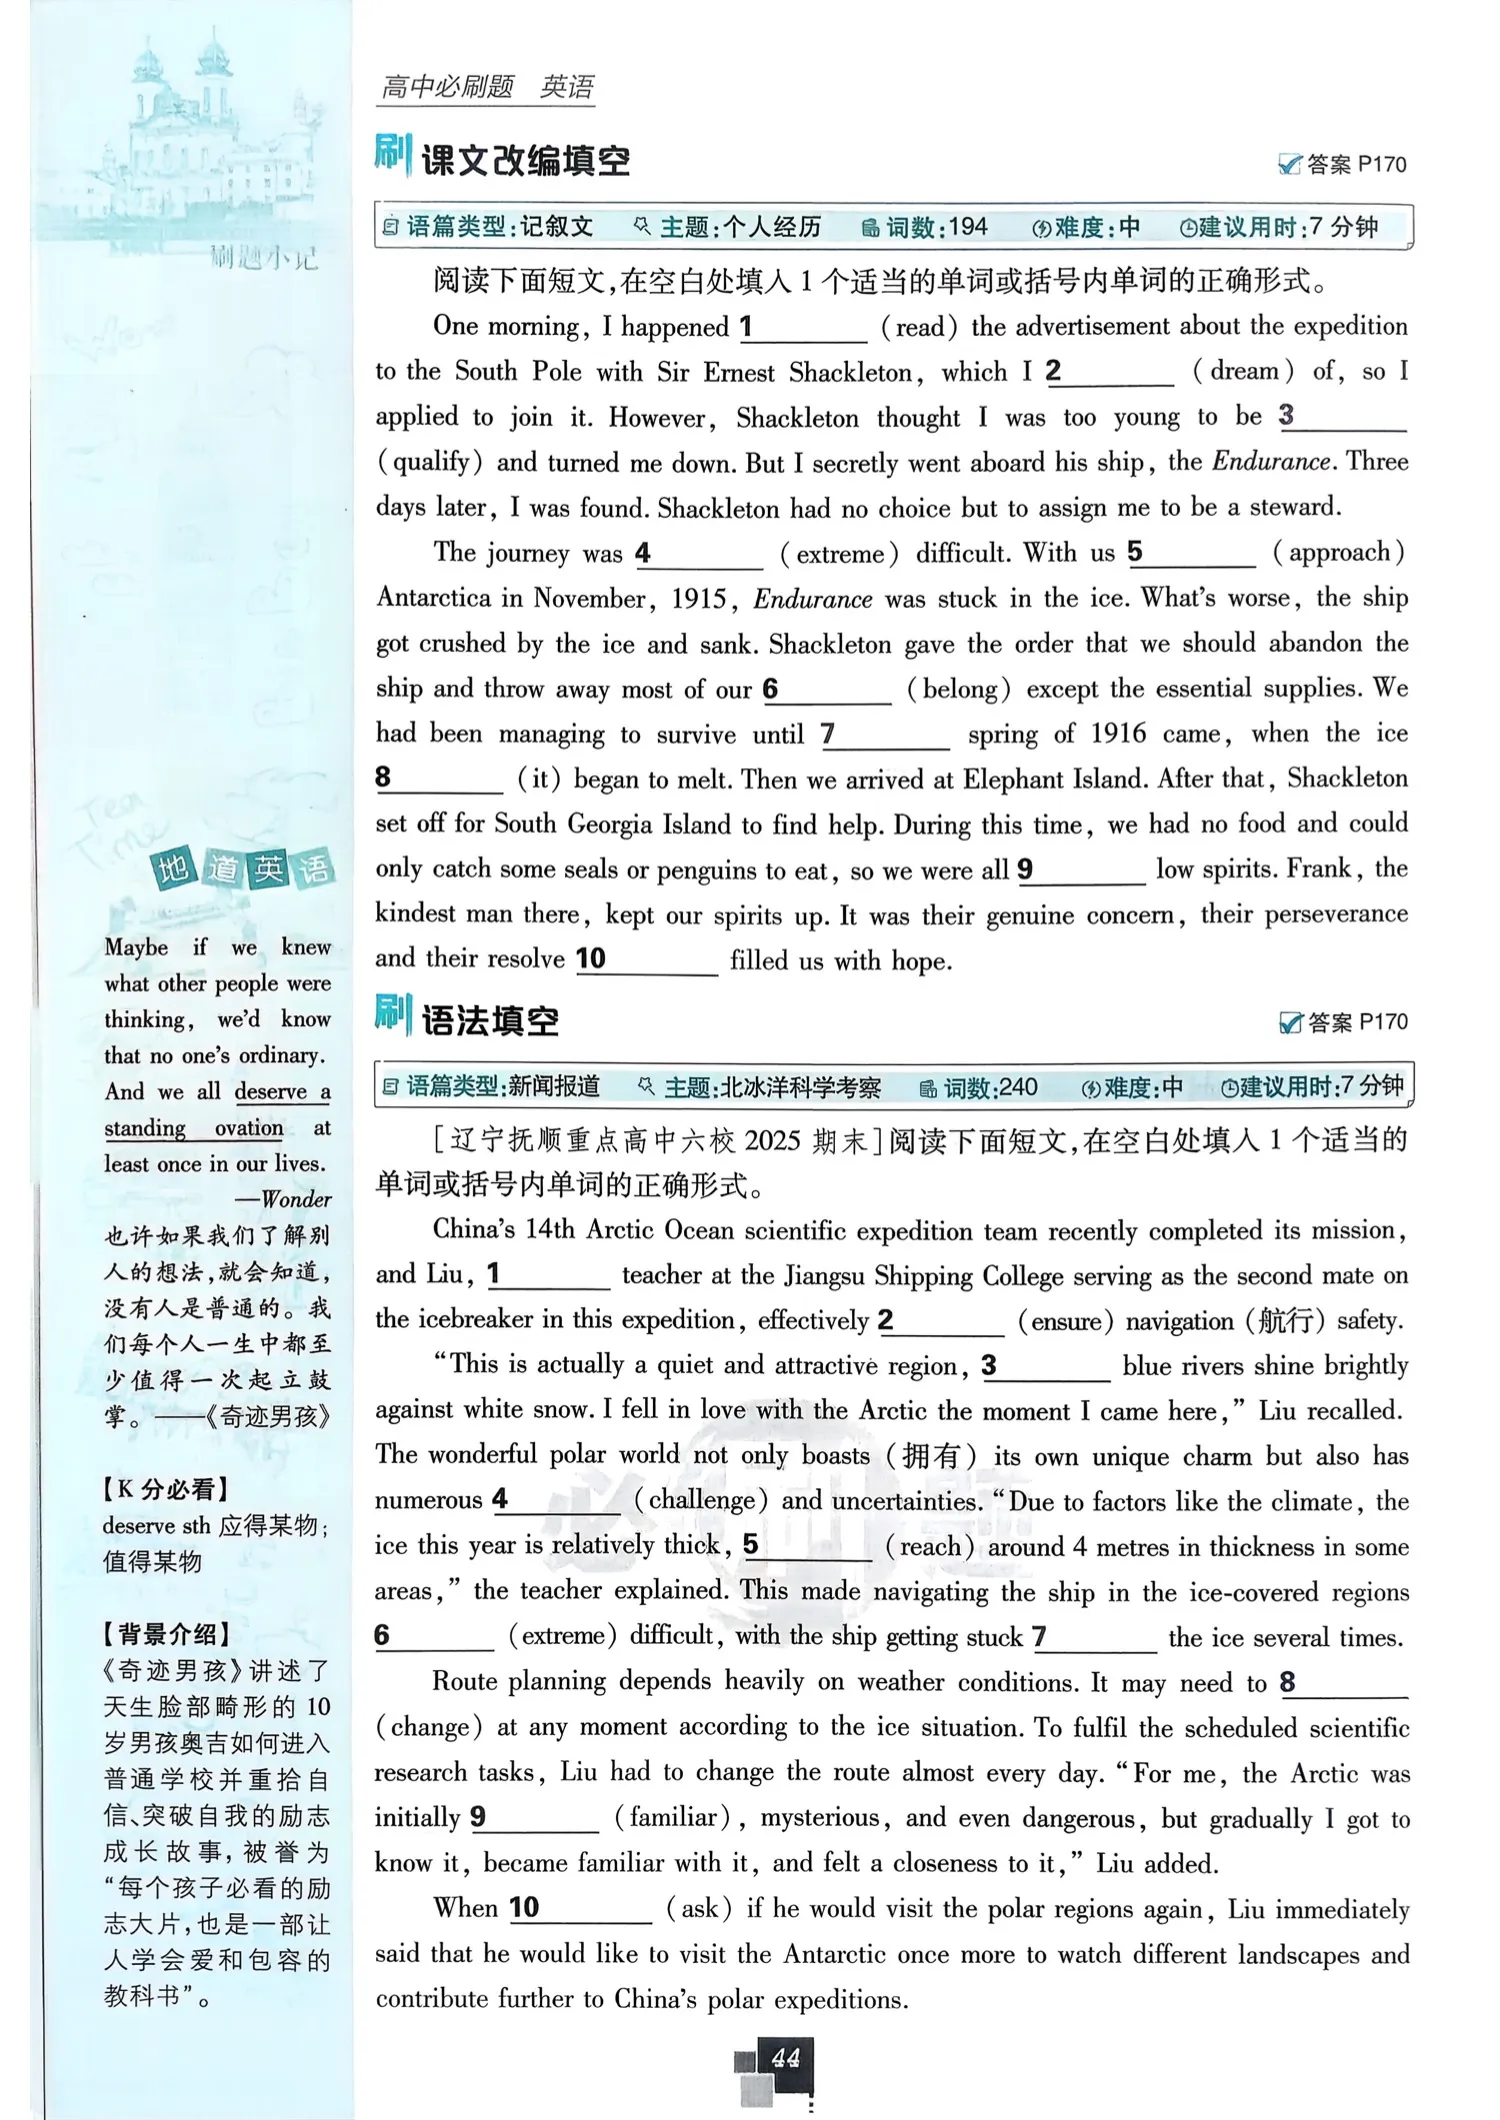 高中必刷题 英语
刷 课文改编填空
答案 P170
语篇类型:记叙文 主题:个人经历 词数:194 难度:中 建议用时:7 分钟
阅读下面短文,在空白处填入 1 个适当的单词或括号内单词的正确形式。
One morning, I happened 1________ (read) the advertisement about the expedition
to the South Pole with Sir Ernest Shackleton, which I 2________ (dream) of, so I
applied to join it. However, Shackleton thought I was too young to be 3________
(qualify) and turned me down. But I secretly went aboard his ship, the Endurance. Three
days later, I was found. Shackleton had no choice but to assign me to be a steward.
The journey was 4________ (extreme) difficult. With us 5________ (approach)
Antarctica in November, 1915, Endurance was stuck in the ice. What's worse, the ship
got crushed by the ice and sank. Shackleton gave the order that we should abandon the
ship and throw away most of our 6________ (belong) except the essential supplies. We
had been managing to survive until 7________ spring of 1916 came, when the ice
8________ (it) began to melt. Then we arrived at Elephant Island. After that, Shackleton
set off for South Georgia Island to find help. During this time, we had no food and could
only catch some seals or penguins to eat, so we were all 9________ low spirits. Frank, the
kindest man there, kept our spirits up. It was their genuine concern, their perseverance
and their resolve 10________ filled us with hope.
刷 语法填空
答案 P170
语篇类型:新闻报道 主题:北冰洋科学考察 词数:240 难度:中 建议用时:7 分钟
[辽宁抚顺重点高中六校 2025 期末]阅读下面短文,在空白处填入 1 个适当的
单词或括号内单词的正确形式。
China's 14th Arctic Ocean scientific expedition team recently completed its mission,
and Liu, 1________ teacher at the Jiangsu Shipping College serving as the second mate on
the icebreaker in this expedition, effectively 2________ (ensure) navigation (航行) safety.
“This is actually a quiet and attractive region, 3________ blue rivers shine brightly
against white snow. I fell in love with the Arctic the moment I came here,” Liu recalled.
The wonderful polar world not only boasts (拥有) its own unique charm but also has
numerous 4________ (challenge) and uncertainties. “Due to factors like the climate, the
ice this year is relatively thick, 5________ (reach) around 4 metres in thickness in some
areas,” the teacher explained. This made navigating the ship in the ice-covered regions
6________ (extreme) difficult, with the ship getting stuck 7________ the ice several times.
Route planning depends heavily on weather conditions. It may need to 8________
(change) at any moment according to the ice situation. To fulfil the scheduled scientific
research tasks, Liu had to change the route almost every day. “For me, the Arctic was
initially 9________ (familiar), mysterious, and even dangerous, but gradually I got to
know it, became familiar with it, and felt a closeness to it,” Liu added.
When 10________ (ask) if he would visit the polar regions again, Liu immediately
said that he would like to visit the Antarctic once more to watch different landscapes and
contribute further to China's polar expeditions.
刷题小记
地道英语
Maybe if we knew
what other people were
thinking, we'd know
that no one's ordinary.
And we all deserve a
standing ovation at
least once in our lives.
—Wonder
也许如果我们了解别
人的想法,就会知道,
没有人是普通的。我
们每个人一生中都至
少值得一次起立鼓
掌。——《奇迹男孩》
【K 分必看】
deserve sth 应得某物;
值得某物
【背景介绍】
《奇迹男孩》讲述了
天生脸部畸形的 10
岁男孩奥吉如何进入
普通学校并重拾自
信、突破自我的励志
成长故事,被誉为
“每个孩子必看的励
志大片,也是一部让
人学会爱和包容的
教科书”。
必刷题
44